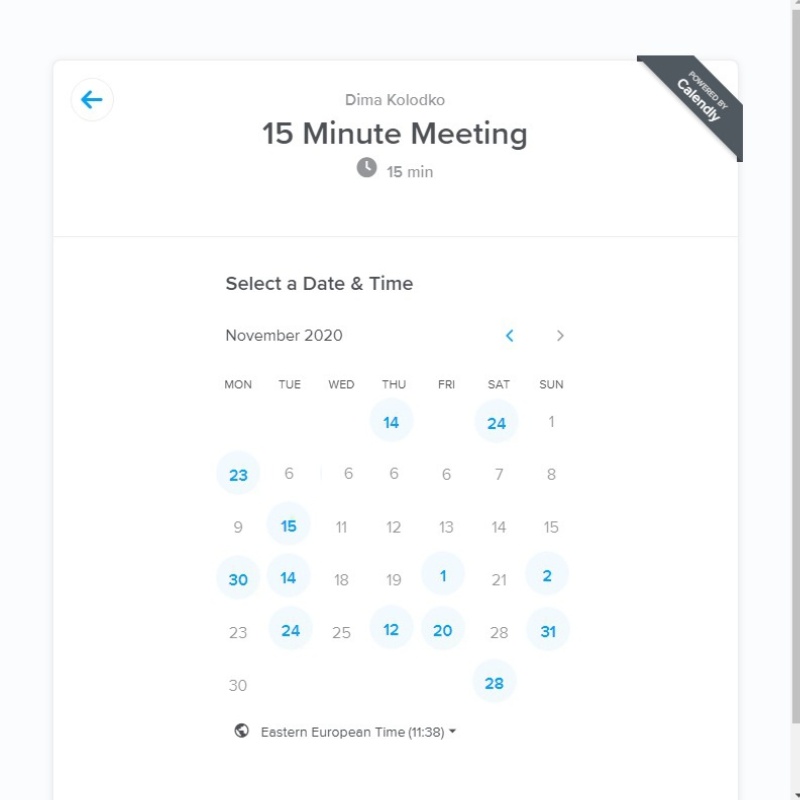 Dima Kolodko
POWERED BY
Calendly
15 Minute Meeting
15 min
Select a Date & Time
November 2020
MON TUE WED THU FRI SAT SUN
14 24 1
23 6 6 6 6 7 8
9 15 11 12 13 14 15
30 14 18 19 1 21 2
23 24 25 12 20 28 31
30 28
Eastern European Time (11:38)